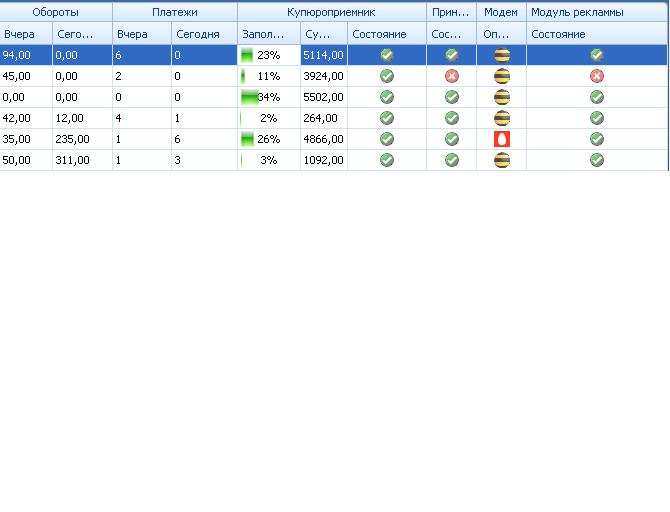 Обороты Платежи Купюроприемник Прин... Модем Модуль рекламмы
Вчера Сего... Вчера Сегодня Запол... Су... Состояние Сос... Оп... Состояние
94,00 0,00 6 0 23% 5114,00
45,00 0,00 2 0 11% 3924,00
0,00 0,00 0 0 34% 5502,00
42,00 12,00 4 1 2% 264,00
35,00 235,00 1 6 26% 4866,00
50,00 311,00 1 3 3% 1092,00